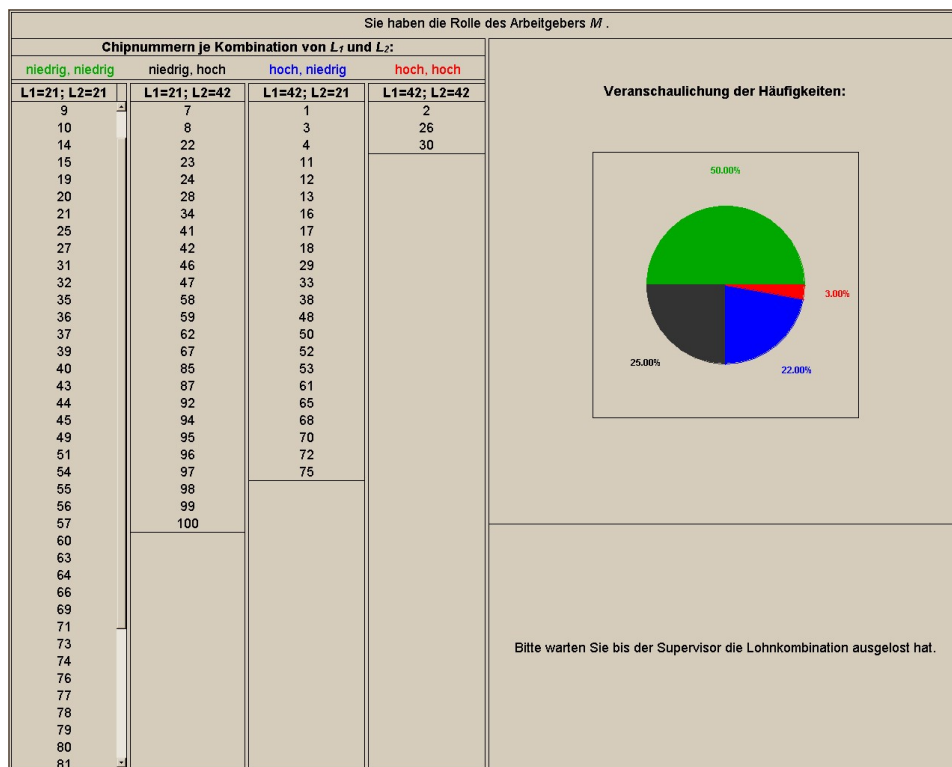 Sie haben die Rolle des Arbeitgebers M .
Chipnummern je Kombination von L1 und L2:
niedrig, niedrig niedrig, hoch hoch, niedrig hoch, hoch
L1=21; L2=21 L1=21; L2=42 L1=42; L2=21 L1=42; L2=42
9 7 1 2
10 8 3 26
14 22 4 30
15 23 11
19 24 12
20 28 13
21 34 16
25 41 17
27 42 18
31 46 29
32 47 33
35 58 38
36 59 48
37 62 50
39 67 52
40 85 53
43 87 61
44 92 65
45 94 68
49 95 70
51 96 72
54 97 75
55 98
56 99
57 100
60
63
64
66
69
71
73
74
76
77
78
79
80
81
Veranschaulichung der Häufigkeiten:
50.00%
3.00%
25.00%
22.00%
Bitte warten Sie bis der Supervisor die Lohnkombination ausgelost hat.